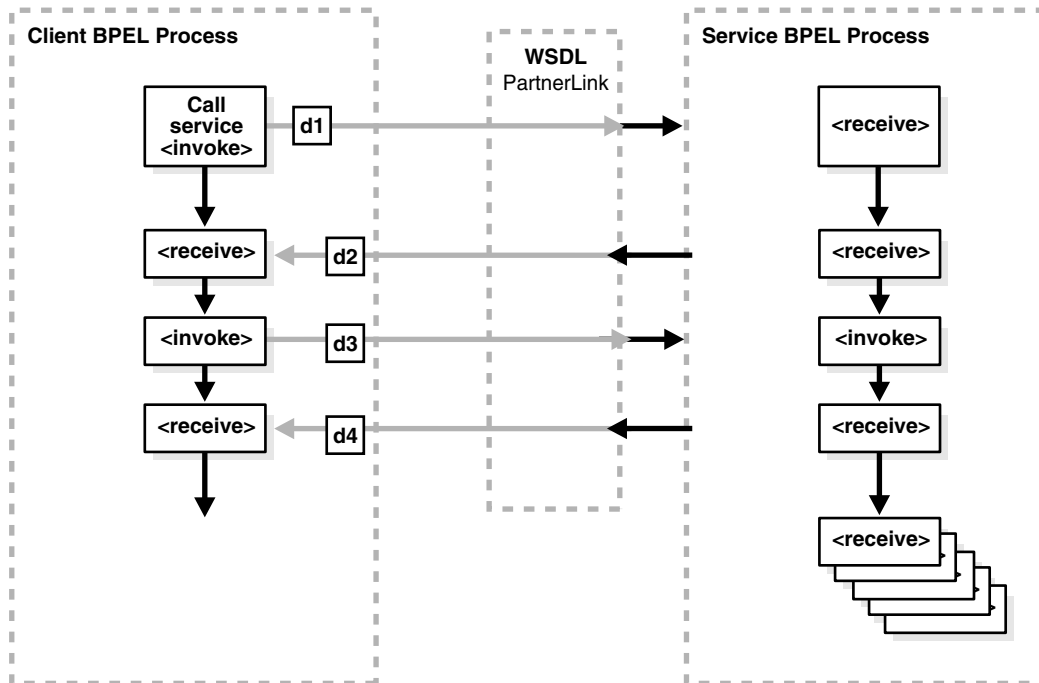 Client BPEL Process
WSDL
PartnerLink
Service BPEL Process
Call
service
<invoke>
d1
<receive>
<receive>
d2
<receive>
<invoke>
d3
<invoke>
<receive>
d4
<receive>
<receive>
>
>
>
>